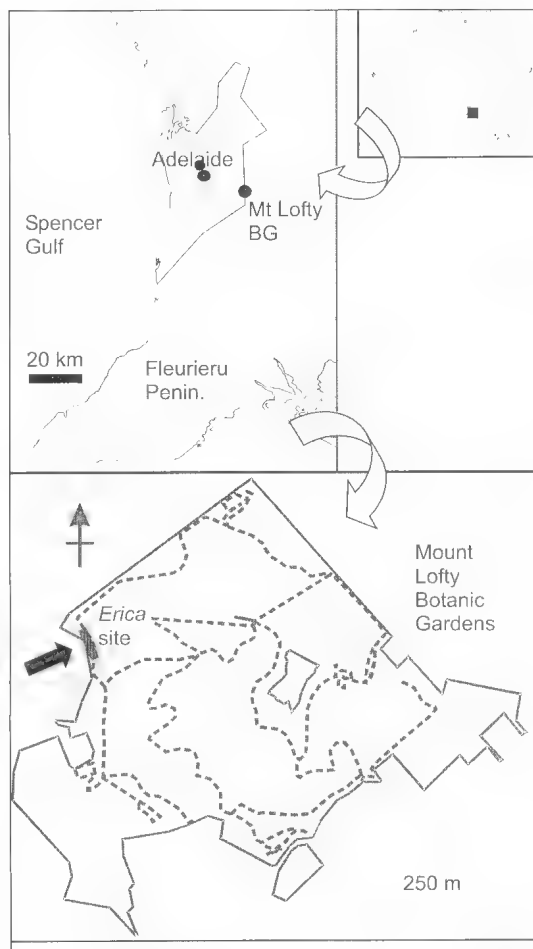 Adelaide
Mt Lofty
BG
Spencer
Gulf
20 km
Fleurieru
Penin.
Mount
Lofty
Botanic
Gardens
Erica
site
250 m